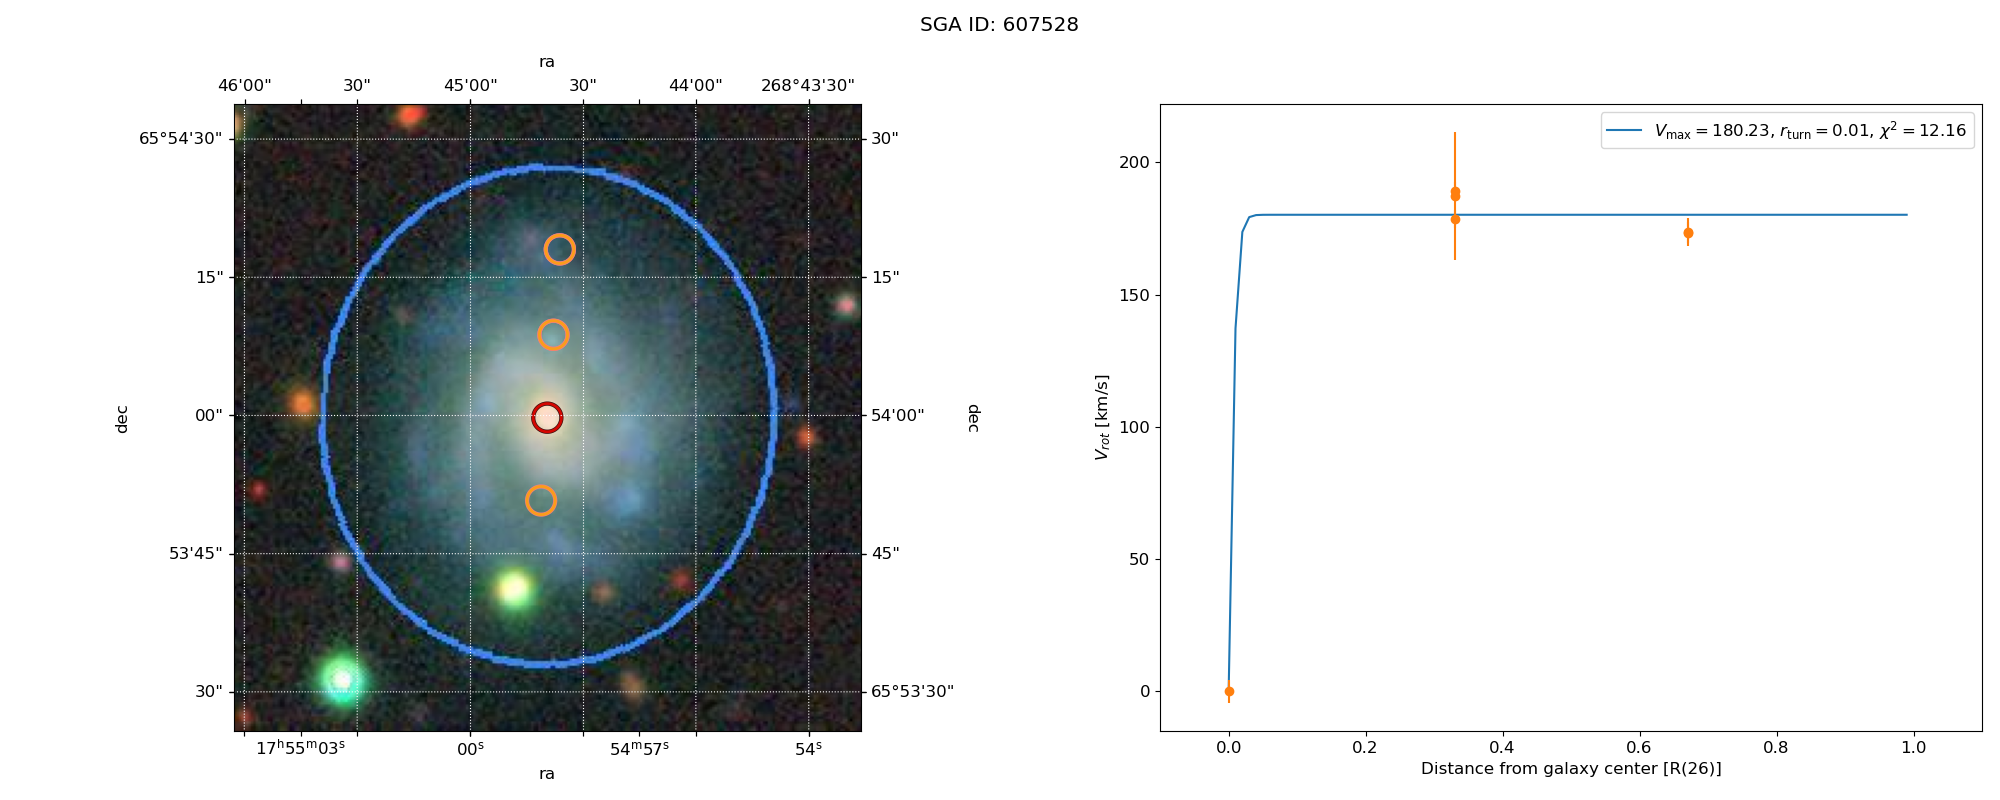 SGA ID: 607528
ra
46'00" 30" 45'00" 30" 44'00" 268°43'30"
65°54'30" 30"
15" 15"
00" 54'00"
53'45" 45"
30" 65°53'30"
dec
dec
17ʰ55ᵐ03ˢ 00ˢ 54ᵐ57ˢ 54ˢ
ra
V_max = 180.23, r_turn = 0.01, χ² = 12.16
200
150
100
50
0
V_rot [km/s]
0.0 0.2 0.4 0.6 0.8 1.0
Distance from galaxy center [R(26)]